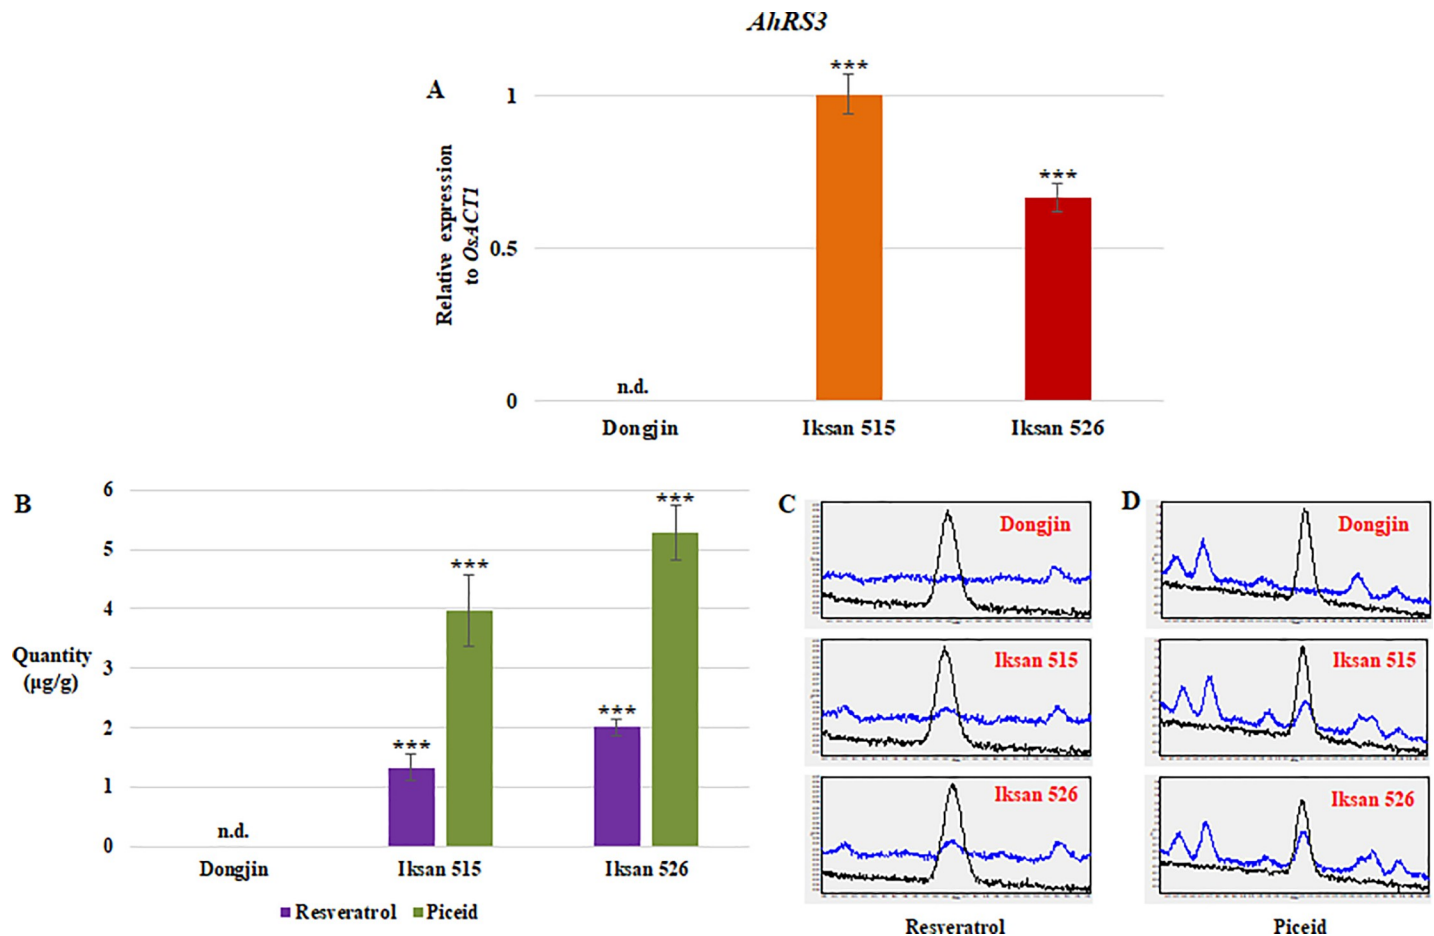 AhRS3
A
Relative expression
to OsACT1
1
0.5
0
***
***
n.d.
Dongjin
Iksan 515
Iksan 526
B
Quantity
(µg/g)
6
5
4
3
2
1
0
n.d.
***
***
***
***
Dongjin
Iksan 515
Iksan 526
Resveratrol
Piceid
C
Dongjin
Iksan 515
Iksan 526
Resveratrol
D
Dongjin
Iksan 515
Iksan 526
Piceid